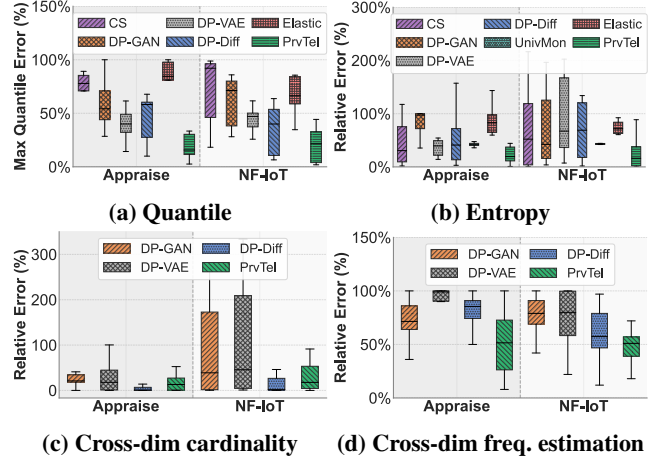 Max Quantile Error (%)
150%
100%
50%
0%
CS
DP-GAN
DP-VAE
DP-Diff
Elastic
PrvTel
Appraise
NF-IoT
(a) Quantile
Relative Error (%)
300%
200%
100%
0%
CS
DP-GAN
DP-VAE
DP-Diff
UnivMon
Elastic
PrvTel
Appraise
NF-IoT
(b) Entropy
Relative Error (%)
300
200
100
0
DP-GAN
DP-VAE
DP-Diff
PrvTel
Appraise
NF-IoT
(c) Cross-dim cardinality
Relative Error (%)
150%
100%
50%
0%
DP-GAN
DP-VAE
DP-Diff
PrvTel
Appraise
NF-IoT
(d) Cross-dim freq. estimation